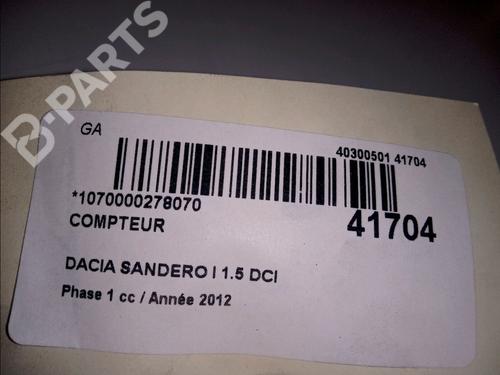 B-PARTS
GA
40300501 41704
*1070000278070
41704
COMPTEUR
DACIA SANDERO I 1.5 DCI
Phase 1 cc / Année 2012